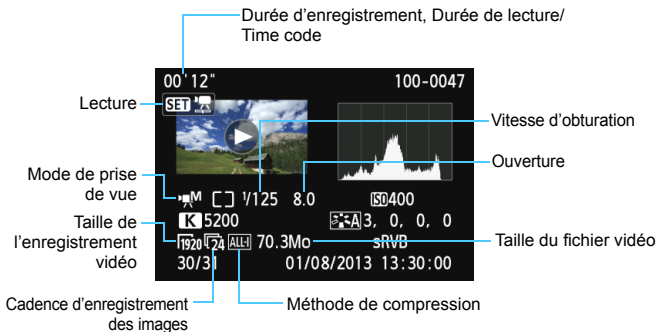 Durée d'enregistrement, Durée de lecture/
Time code
00'12" 100-0047
Lecture
SET
Vitesse d'obturation
Ouverture
Mode de prise
de vue
M 1/125 8.0 ISO 400
K 5200 A 3, 0, 0, 0
Taille de
l'enregistrement
vidéo
1920 24 ALL-I 70.3Mo sRVB
Taille du fichier vidéo
30/31 01/08/2013 13:30:00
Cadence d'enregistrement
des images
Méthode de compression